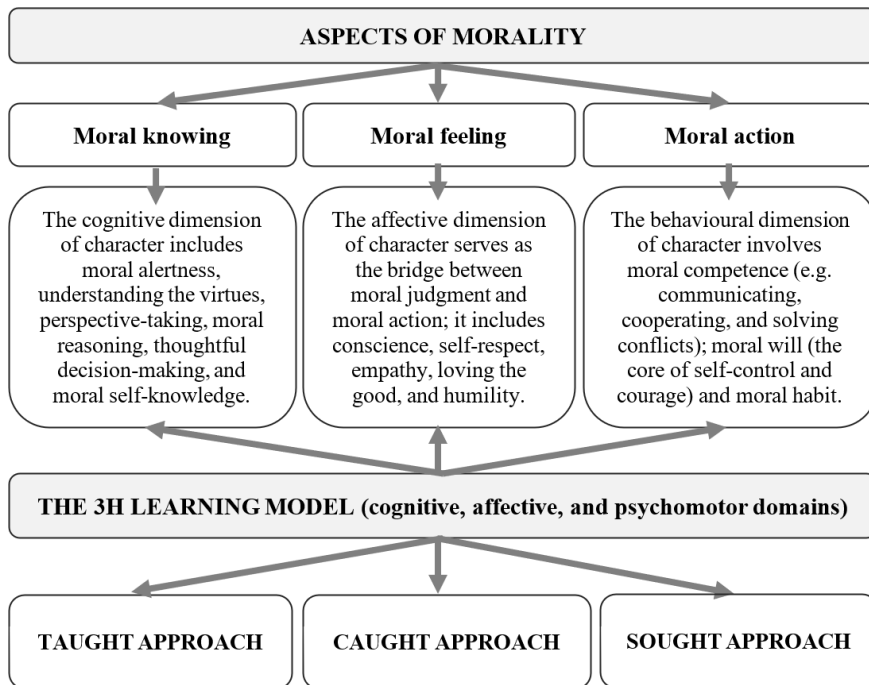 ASPECTS OF MORALITY
Moral knowing
Moral feeling
Moral action
The cognitive dimension
of character includes
moral alertness,
understanding the virtues,
perspective-taking, moral
reasoning, thoughtful
decision-making, and
moral self-knowledge.
The affective dimension
of character serves as
the bridge between
moral judgment and
moral action; it includes
conscience, self-respect,
empathy, loving the
good, and humility.
The behavioural dimension
of character involves
moral competence (e.g.
communicating,
cooperating, and solving
conflicts); moral will (the
core of self-control and
courage) and moral habit.
THE 3H LEARNING MODEL (cognitive, affective, and psychomotor domains)
TAUGHT APPROACH
CAUGHT APPROACH
SOUGHT APPROACH